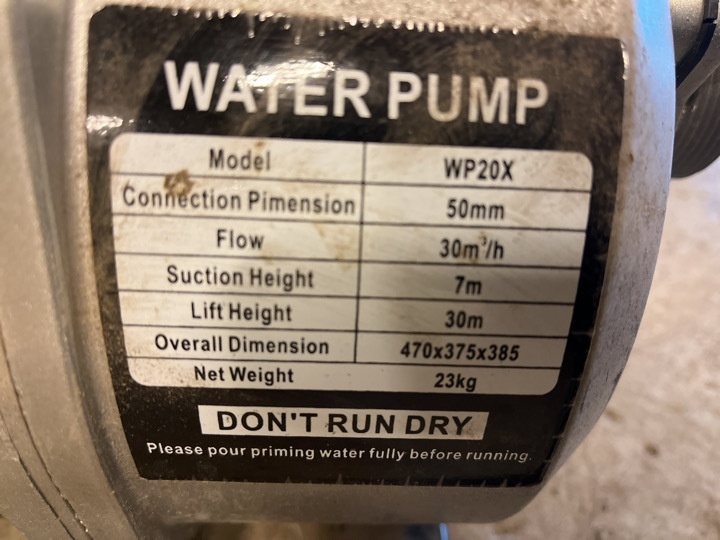 WATER PUMP
Model WP20X
Connection Pimension 50mm
Flow 30m³/h
Suction Height 7m
Lift Height 30m
Overall Dimension 470x375x385
Net Weight 23kg
DON'T RUN DRY
Please pour priming water fully before running.